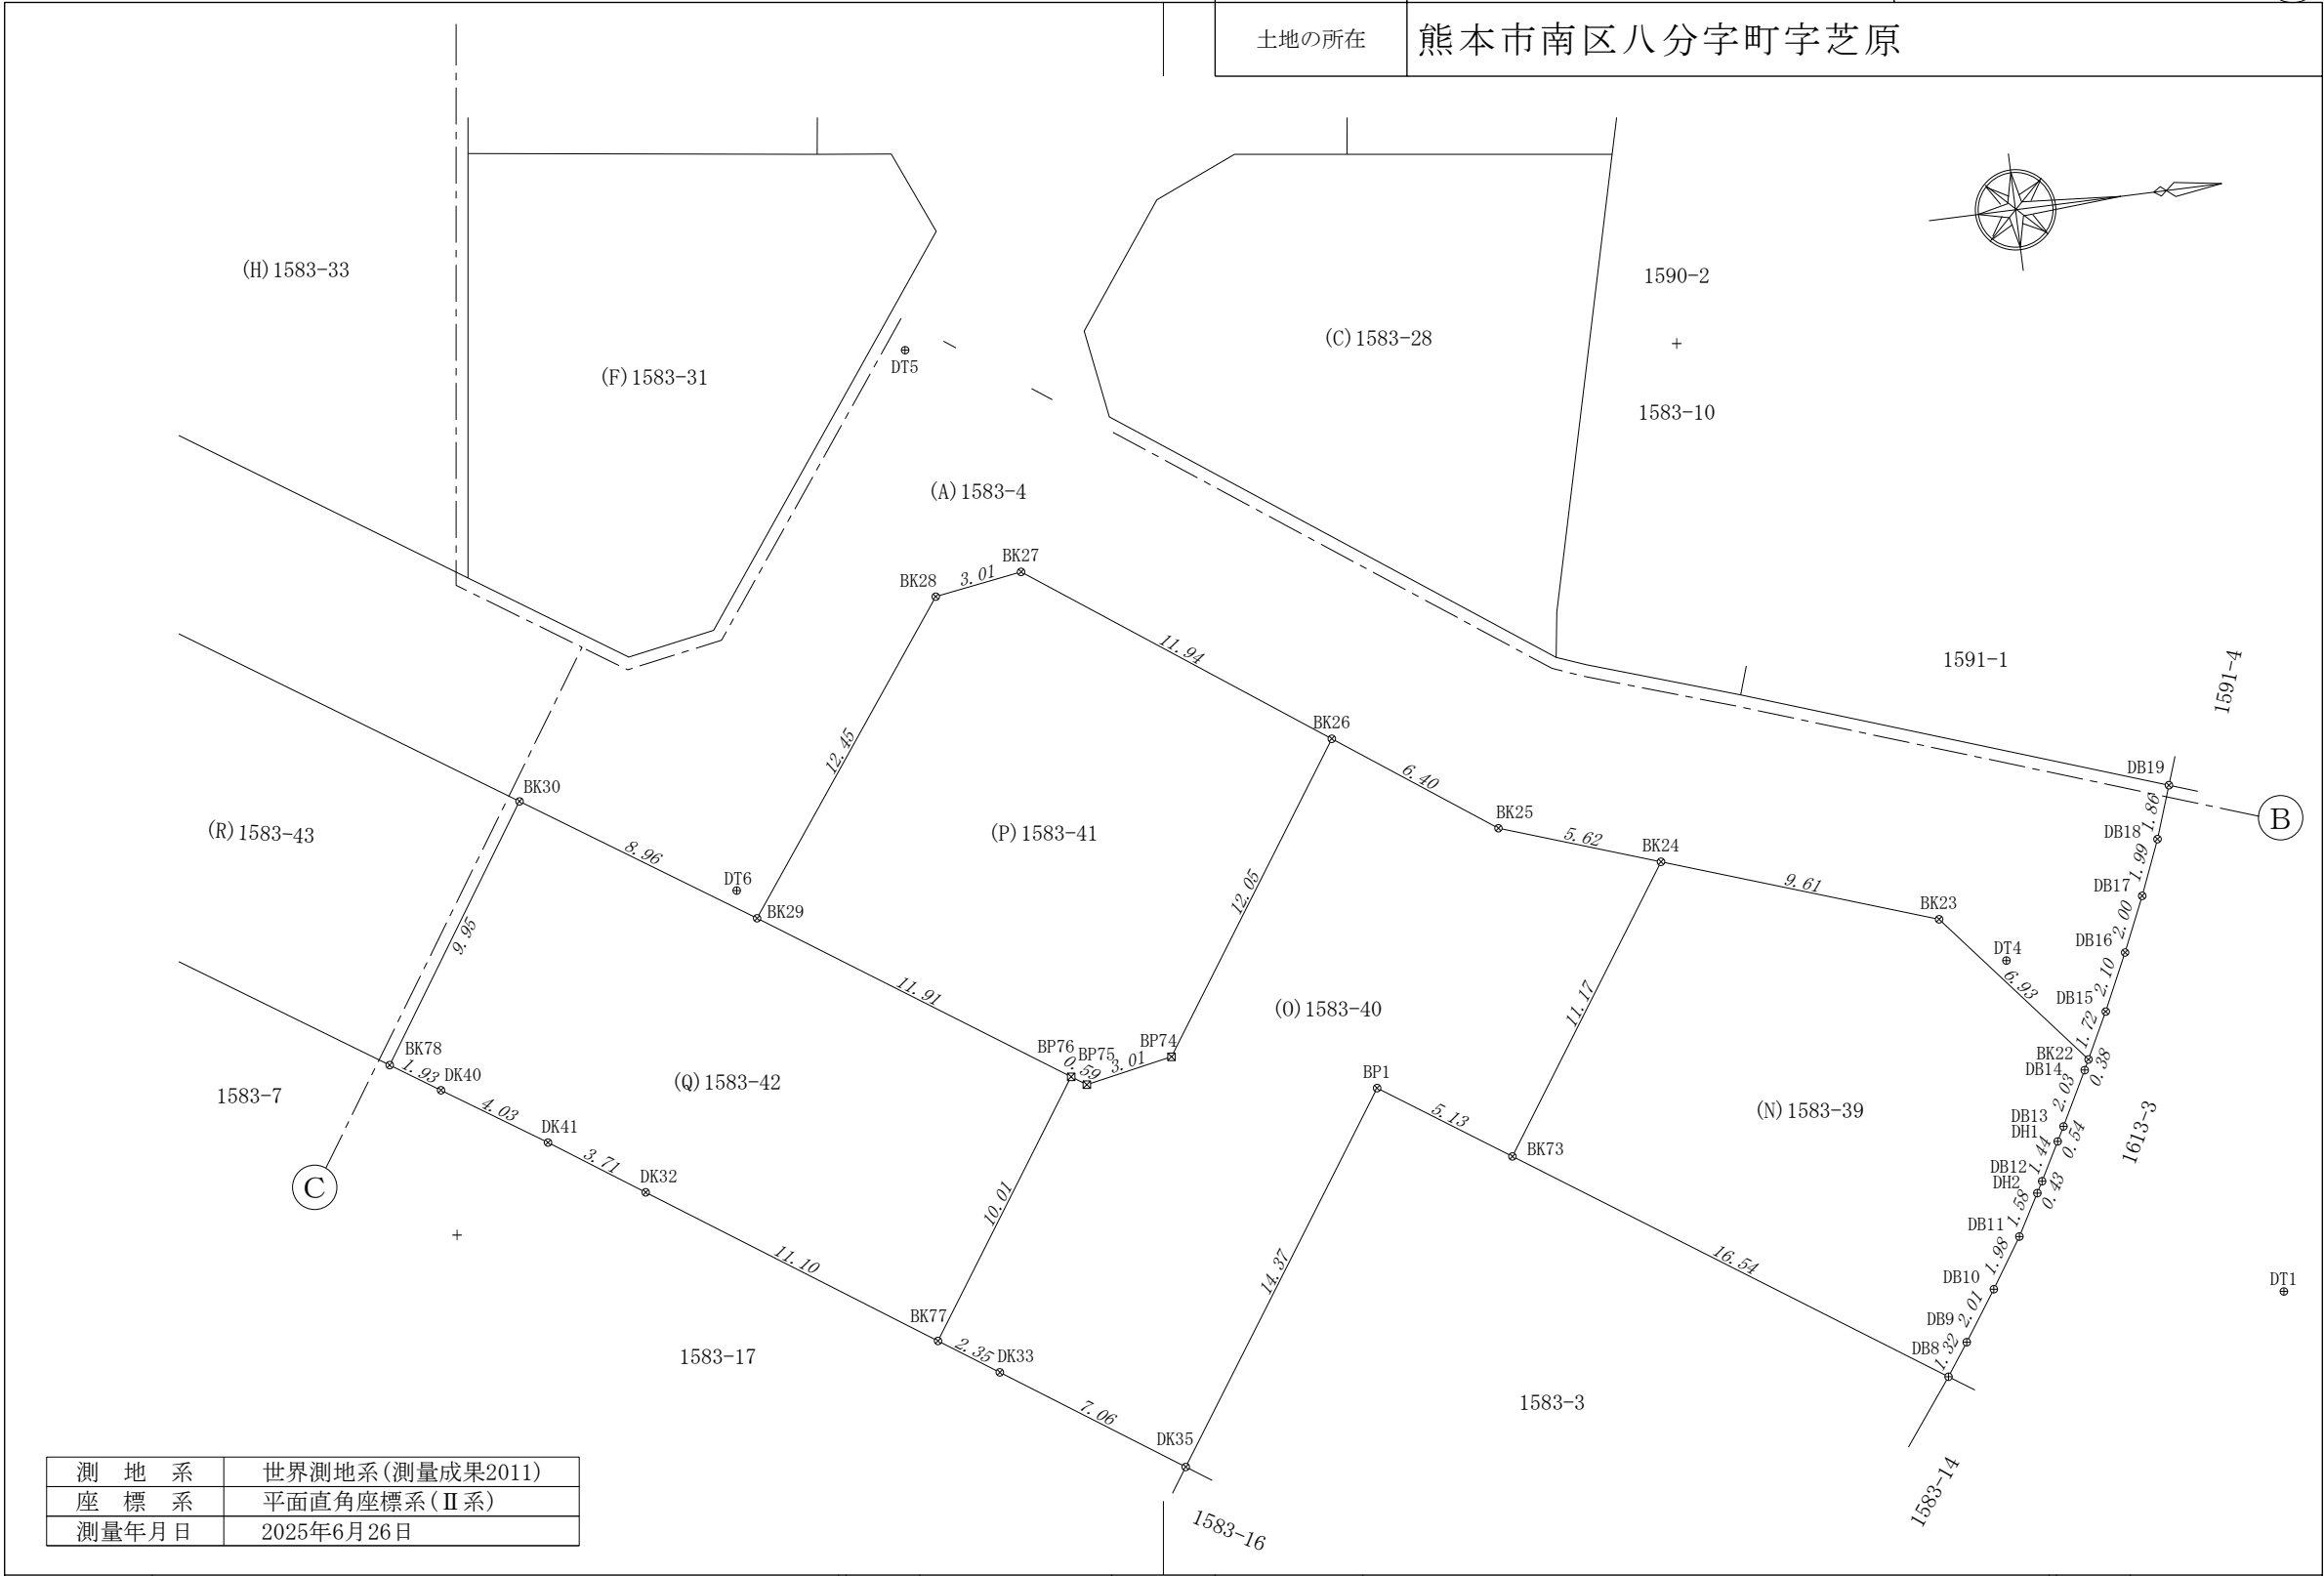 土地の所在 熊本市南区八分字町字芝原
(H)1583-33
1590-2
(C)1583-28
DT5
(F)1583-31
1583-10
(A)1583-4
BK27
BK28 3.01
11.94
1591-1
1591-4
BK26
12.45
6.40
DB19
BK30
1.86
B
BK25
DB18
(R)1583-43
(P)1583-41
5.62
BK24
8.96
1.99
DT6
12.05
9.61
DB17
BK29
BK23
2.00
9.95
DB16
DT4
2.10
6.93
11.91
11.17
DB15
(O)1583-40
1.72
BP74
BK78
BP76
BP75
0.59
3.01
BK22
DB14
0.38
1.93
DK40
(Q)1583-42
BP1
1583-7
4.03
5.13
(N)1583-39
2.03
DB13
DK41
DH1
0.54
1613-3
3.71
BK73
1.44
DB12
DK32
DH2
0.43
C
10.01
1.58
DB11
11.10
14.37
16.54
1.98
DB10
DT1
2.01
BK77
DB9
2.35
DK33
DB8
1.32
1583-17
7.06
1583-3
DK35
1583-14
1583-16
測地系 世界測地系(測量成果2011)
座標系 平面直角座標系(Ⅱ系)
測量年月日 2025年6月26日